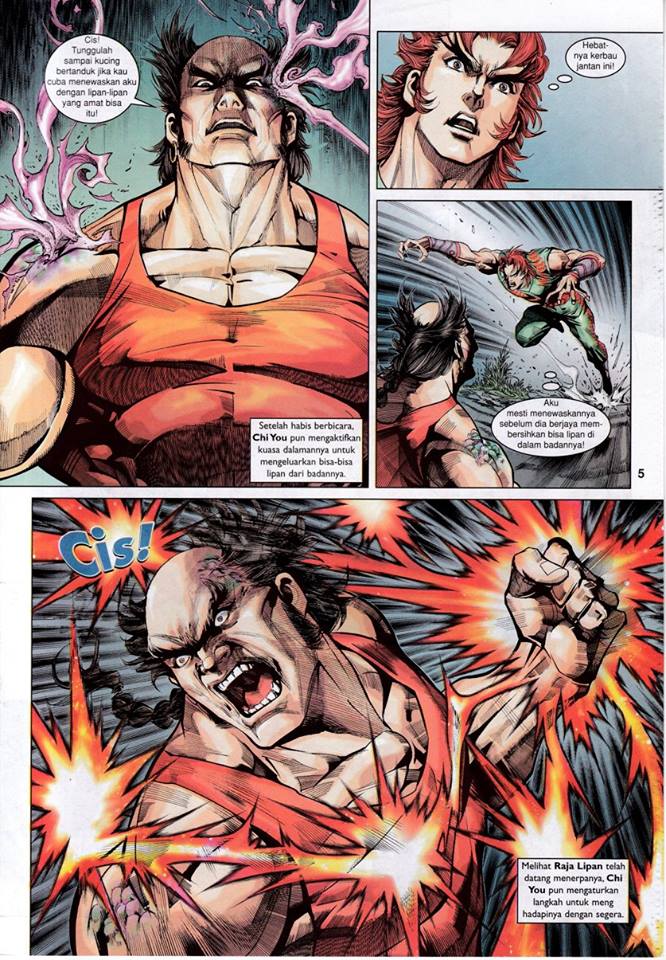 Cis!
Tunggulah
sampai kucing
bertanduk jika kau
cuba menewaskan aku
dengan lipan-lipan
yang amat bisa
itu!
Hebat-
nya kerbau
jantan ini!
Setelah habis berbicara,
Chi You pun mengaktifkan
kuasa dalamannya untuk
mengeluarkan bisa-bisa
lipan dari badannya.
Aku
mesti menewaskannya
sebelum dia berjaya mem-
bersihkan bisa lipan di
dalam badannya!
5
Cis!
Melihat Raja Lipan telah
datang menerpanya, Chi
You pun mengaturkan
langkah untuk meng
hadapinya dengan segera.